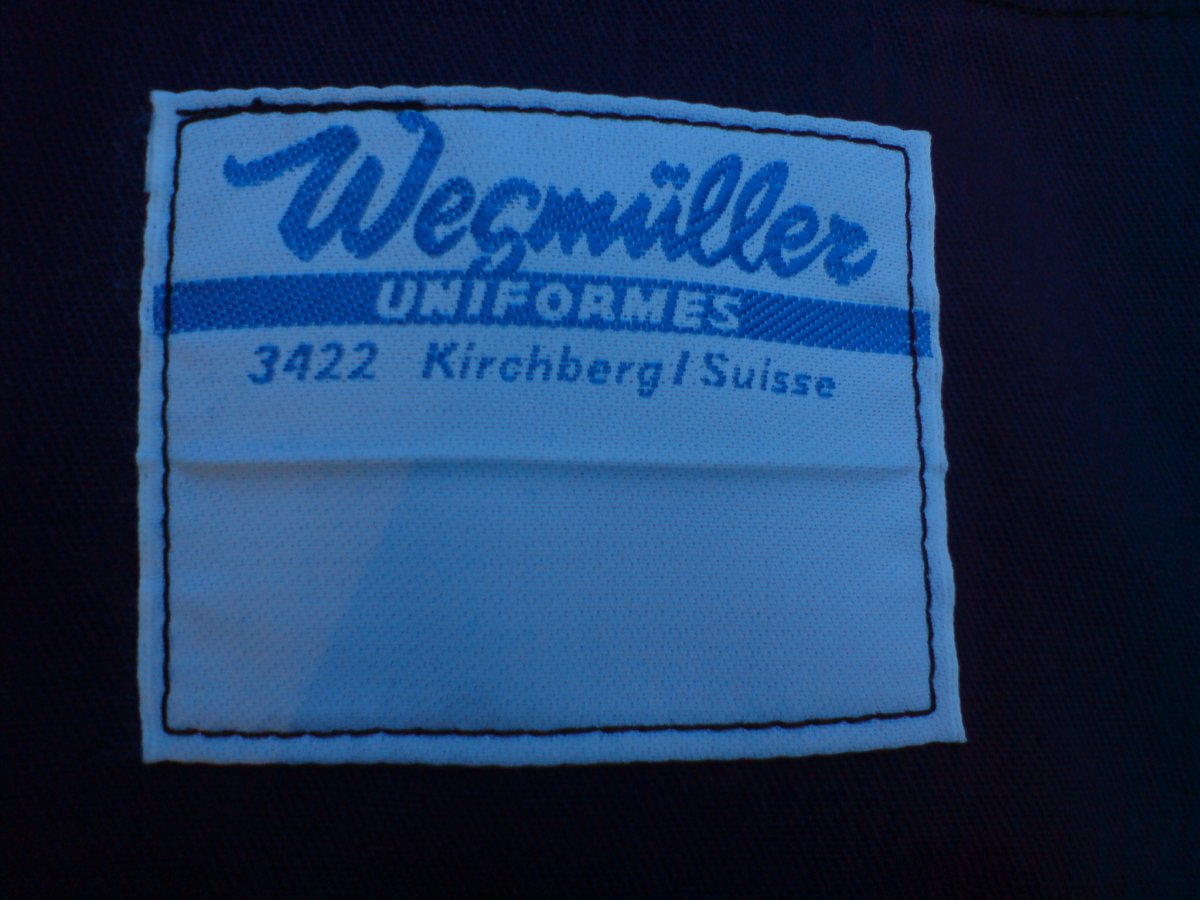 Wegmüller
UNIFORMES
3422 Kirchberg/Suisse